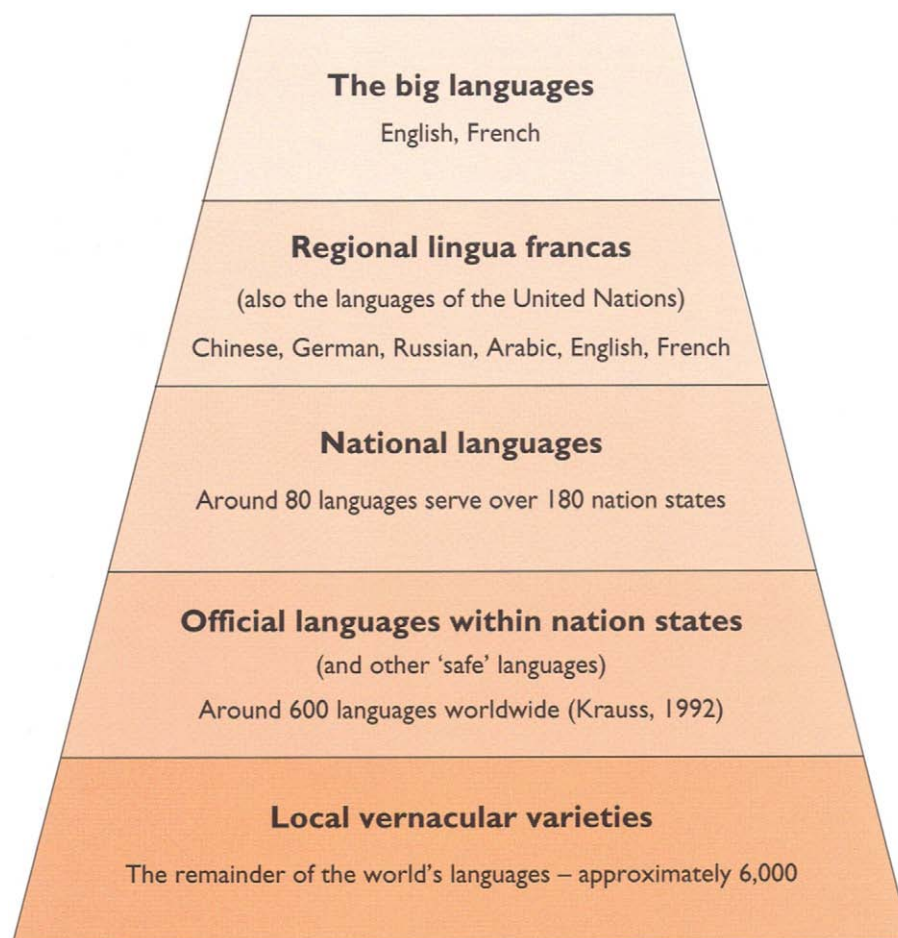 The big languages
English, French
Regional lingua francas
(also the languages of the United Nations)
Chinese, German, Russian, Arabic, English, French
National languages
Around 80 languages serve over 180 nation states
Official languages within nation states
(and other ‘safe’ languages)
Around 600 languages worldwide (Krauss, 1992)
Local vernacular varieties
The remainder of the world’s languages – approximately 6,000